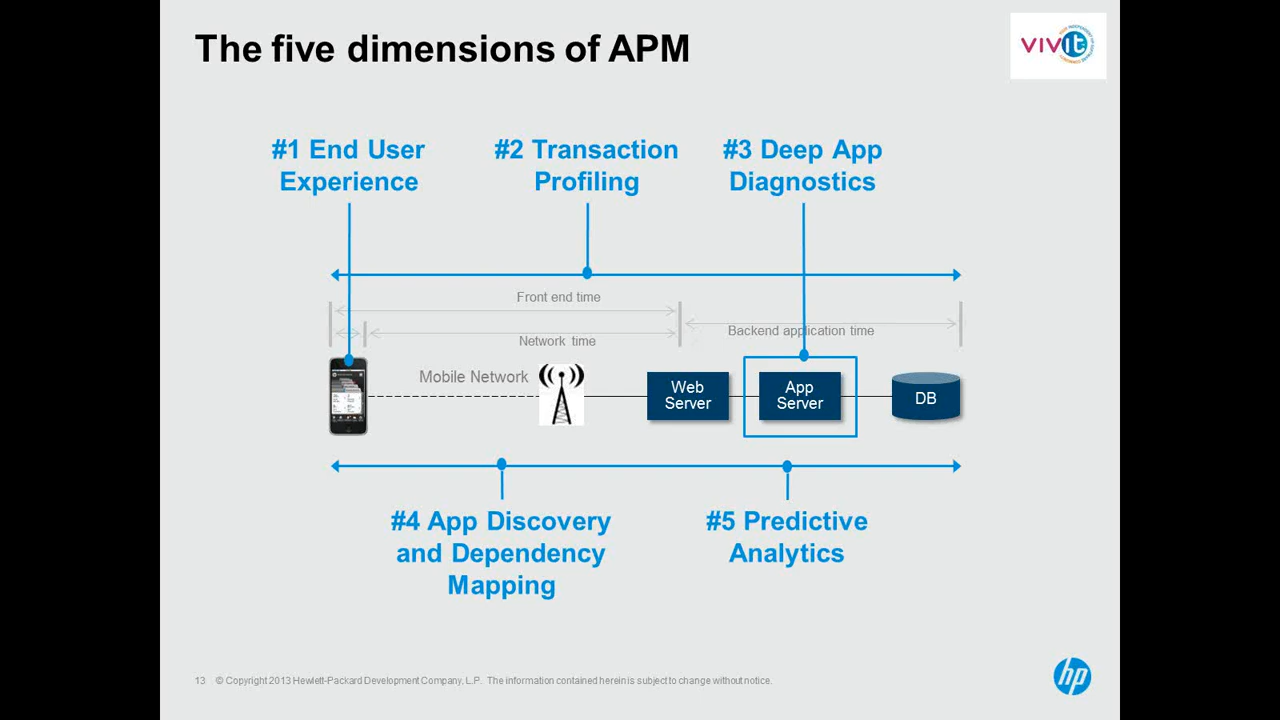 The five dimensions of APM
vivit
#1 End User
Experience
#2 Transaction
Profiling
#3 Deep App
Diagnostics
Front end time
Backend application time
Network time
Mobile Network
Web
Server
App
Server
DB
#4 App Discovery
and Dependency
Mapping
#5 Predictive
Analytics
13 © Copyright 2013 Hewlett-Packard Development Company, L.P. The information contained herein is subject to change without notice.
hp